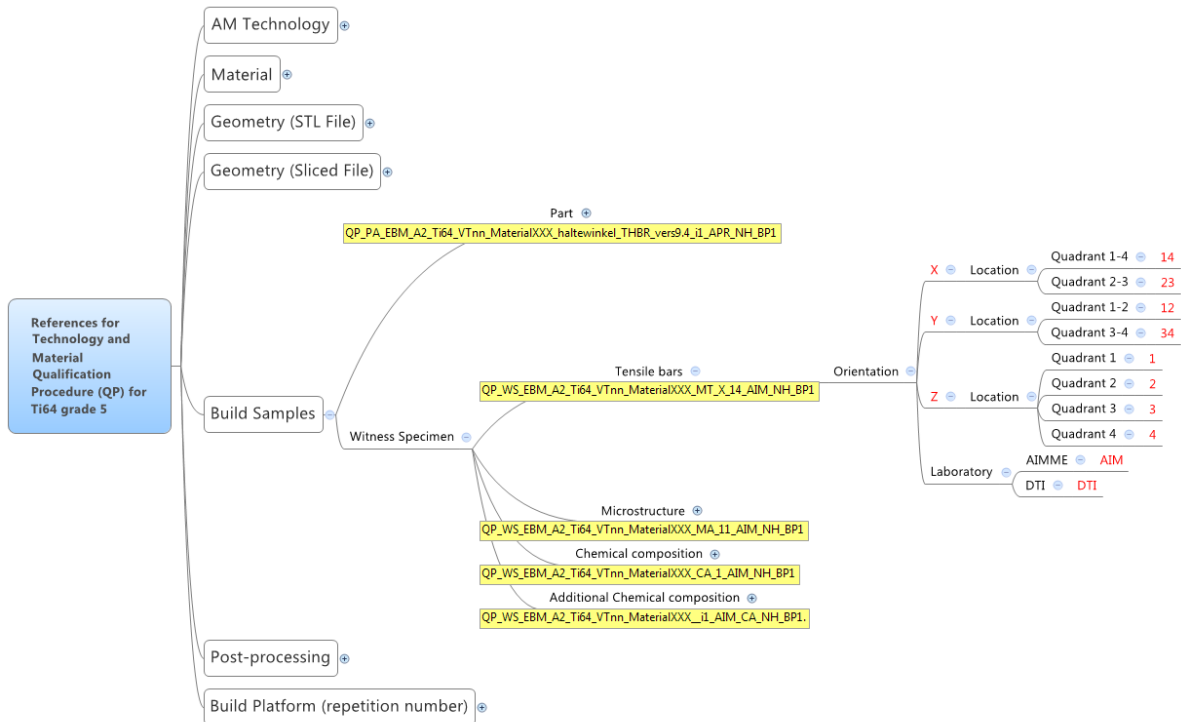 References for
Technology and
Material
Qualification
Procedure (QP) for
Ti64 grade 5
AM Technology
Material
Geometry (STL File)
Geometry (Sliced File)
Build Samples
Part
QP_PA_EBM_A2_Ti64_VTnn_MaterialXXX_haltewinkel_THBR_vers9.4_i1_APR_NH_BP1
Witness Specimen
Tensile bars
QP_WS_EBM_A2_Ti64_VTnn_MaterialXXX_MT_X_14_AIM_NH_BP1
Orientation
X Location
Quadrant 1-4 14
Quadrant 2-3 23
Y Location
Quadrant 1-2 12
Quadrant 3-4 34
Z Location
Quadrant 1 1
Quadrant 2 2
Quadrant 3 3
Quadrant 4 4
Laboratory
AIMME AIM
DTI DTI
Microstructure
QP_WS_EBM_A2_Ti64_VTnn_MaterialXXX_MA_11_AIM_NH_BP1
Chemical composition
QP_WS_EBM_A2_Ti64_VTnn_MaterialXXX_CA_1_AIM_NH_BP1
Additional Chemical composition
QP_WS_EBM_A2_Ti64_VTnn_MaterialXXX__i1_AIM_CA_NH_BP1.
Post-processing
Build Platform (repetition number)